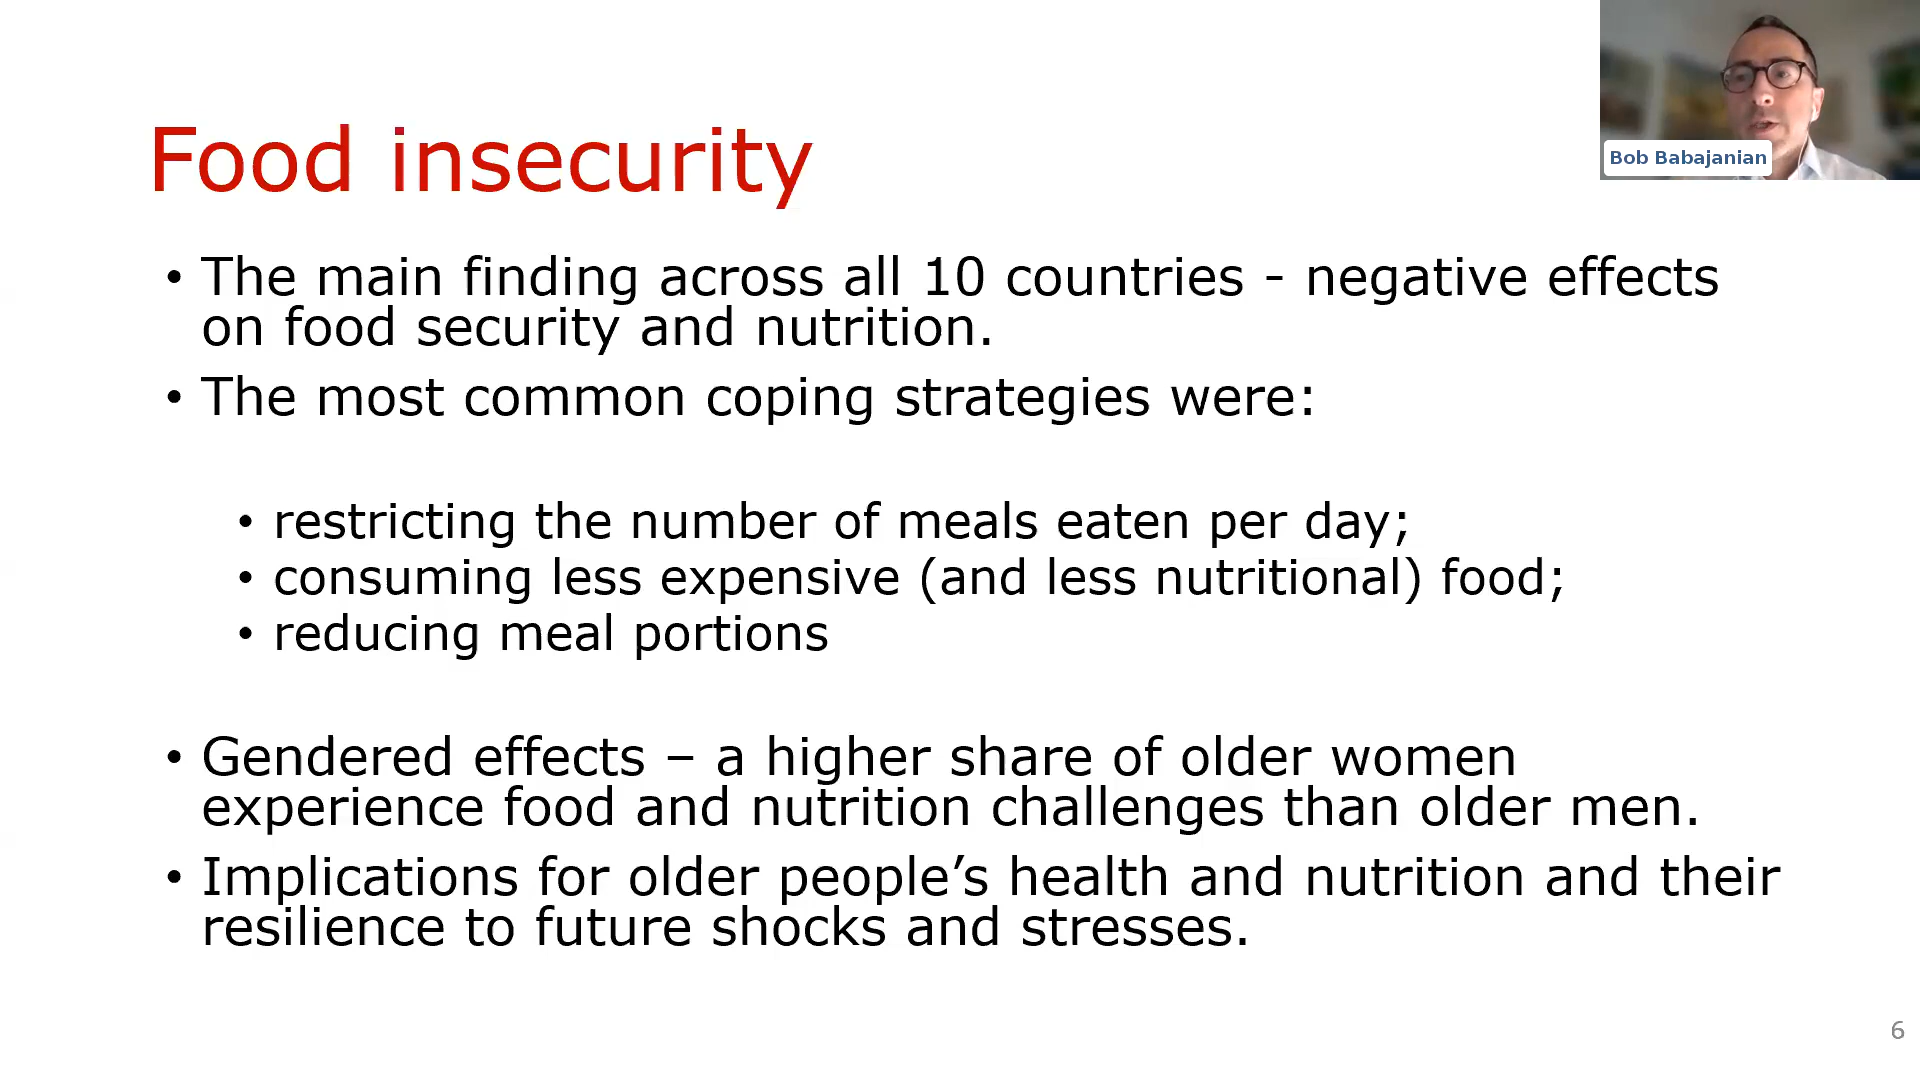 Bob Babajanian
Food insecurity
• The main finding across all 10 countries - negative effects
on food security and nutrition.
• The most common coping strategies were:
• restricting the number of meals eaten per day;
• consuming less expensive (and less nutritional) food;
• reducing meal portions
• Gendered effects – a higher share of older women
experience food and nutrition challenges than older men.
• Implications for older people’s health and nutrition and their
resilience to future shocks and stresses.
6